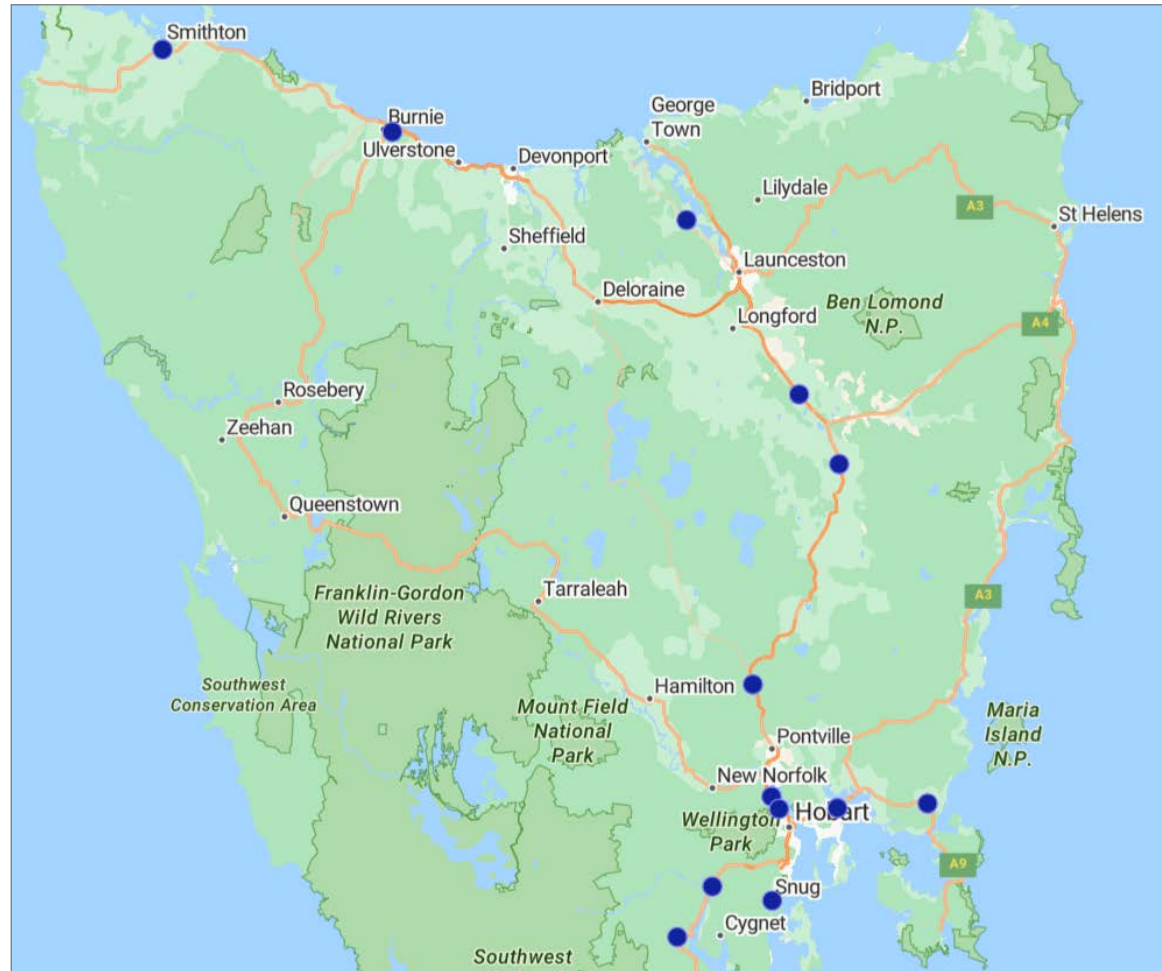 Smithton
Burnie
Ulverstone
Devonport
George
Town
Bridport
Lilydale
A3
St Helens
Sheffield
Launceston
Deloraine
Longford
Ben Lomond
N.P.
A4
Rosebery
Zeehan
Queenstown
Franklin-Gordon
Wild Rivers
National Park
Tarraleah
A3
Southwest
Conservation Area
Hamilton
Mount Field
National
Park
Maria
Island
N.P.
Pontville
New Norfolk
Hobart
Wellington
Park
A9
Snug
Cygnet
Southwest